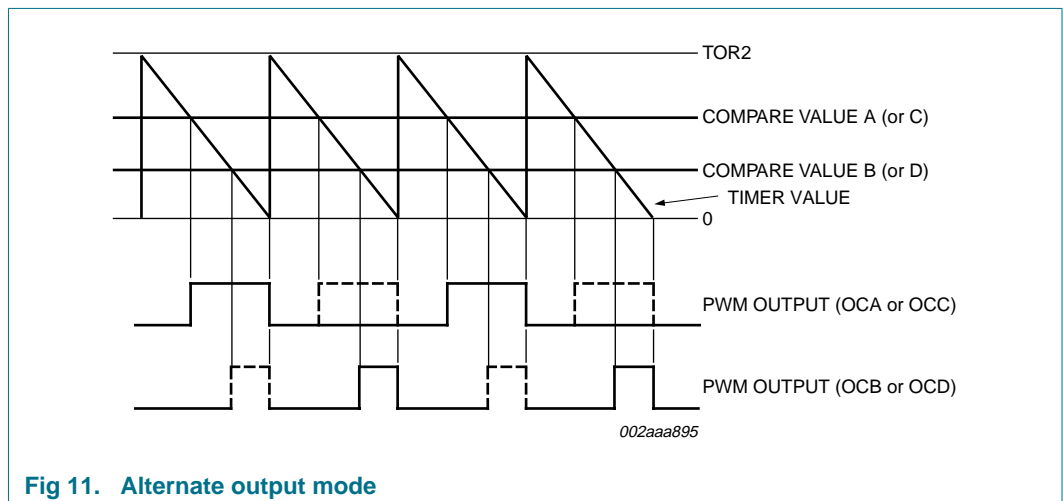 TOR2
COMPARE VALUE A (or C)
COMPARE VALUE B (or D)
TIMER VALUE
0
PWM OUTPUT (OCA or OCC)
PWM OUTPUT (OCB or OCD)
002aaa895
Fig 11. Alternate output mode